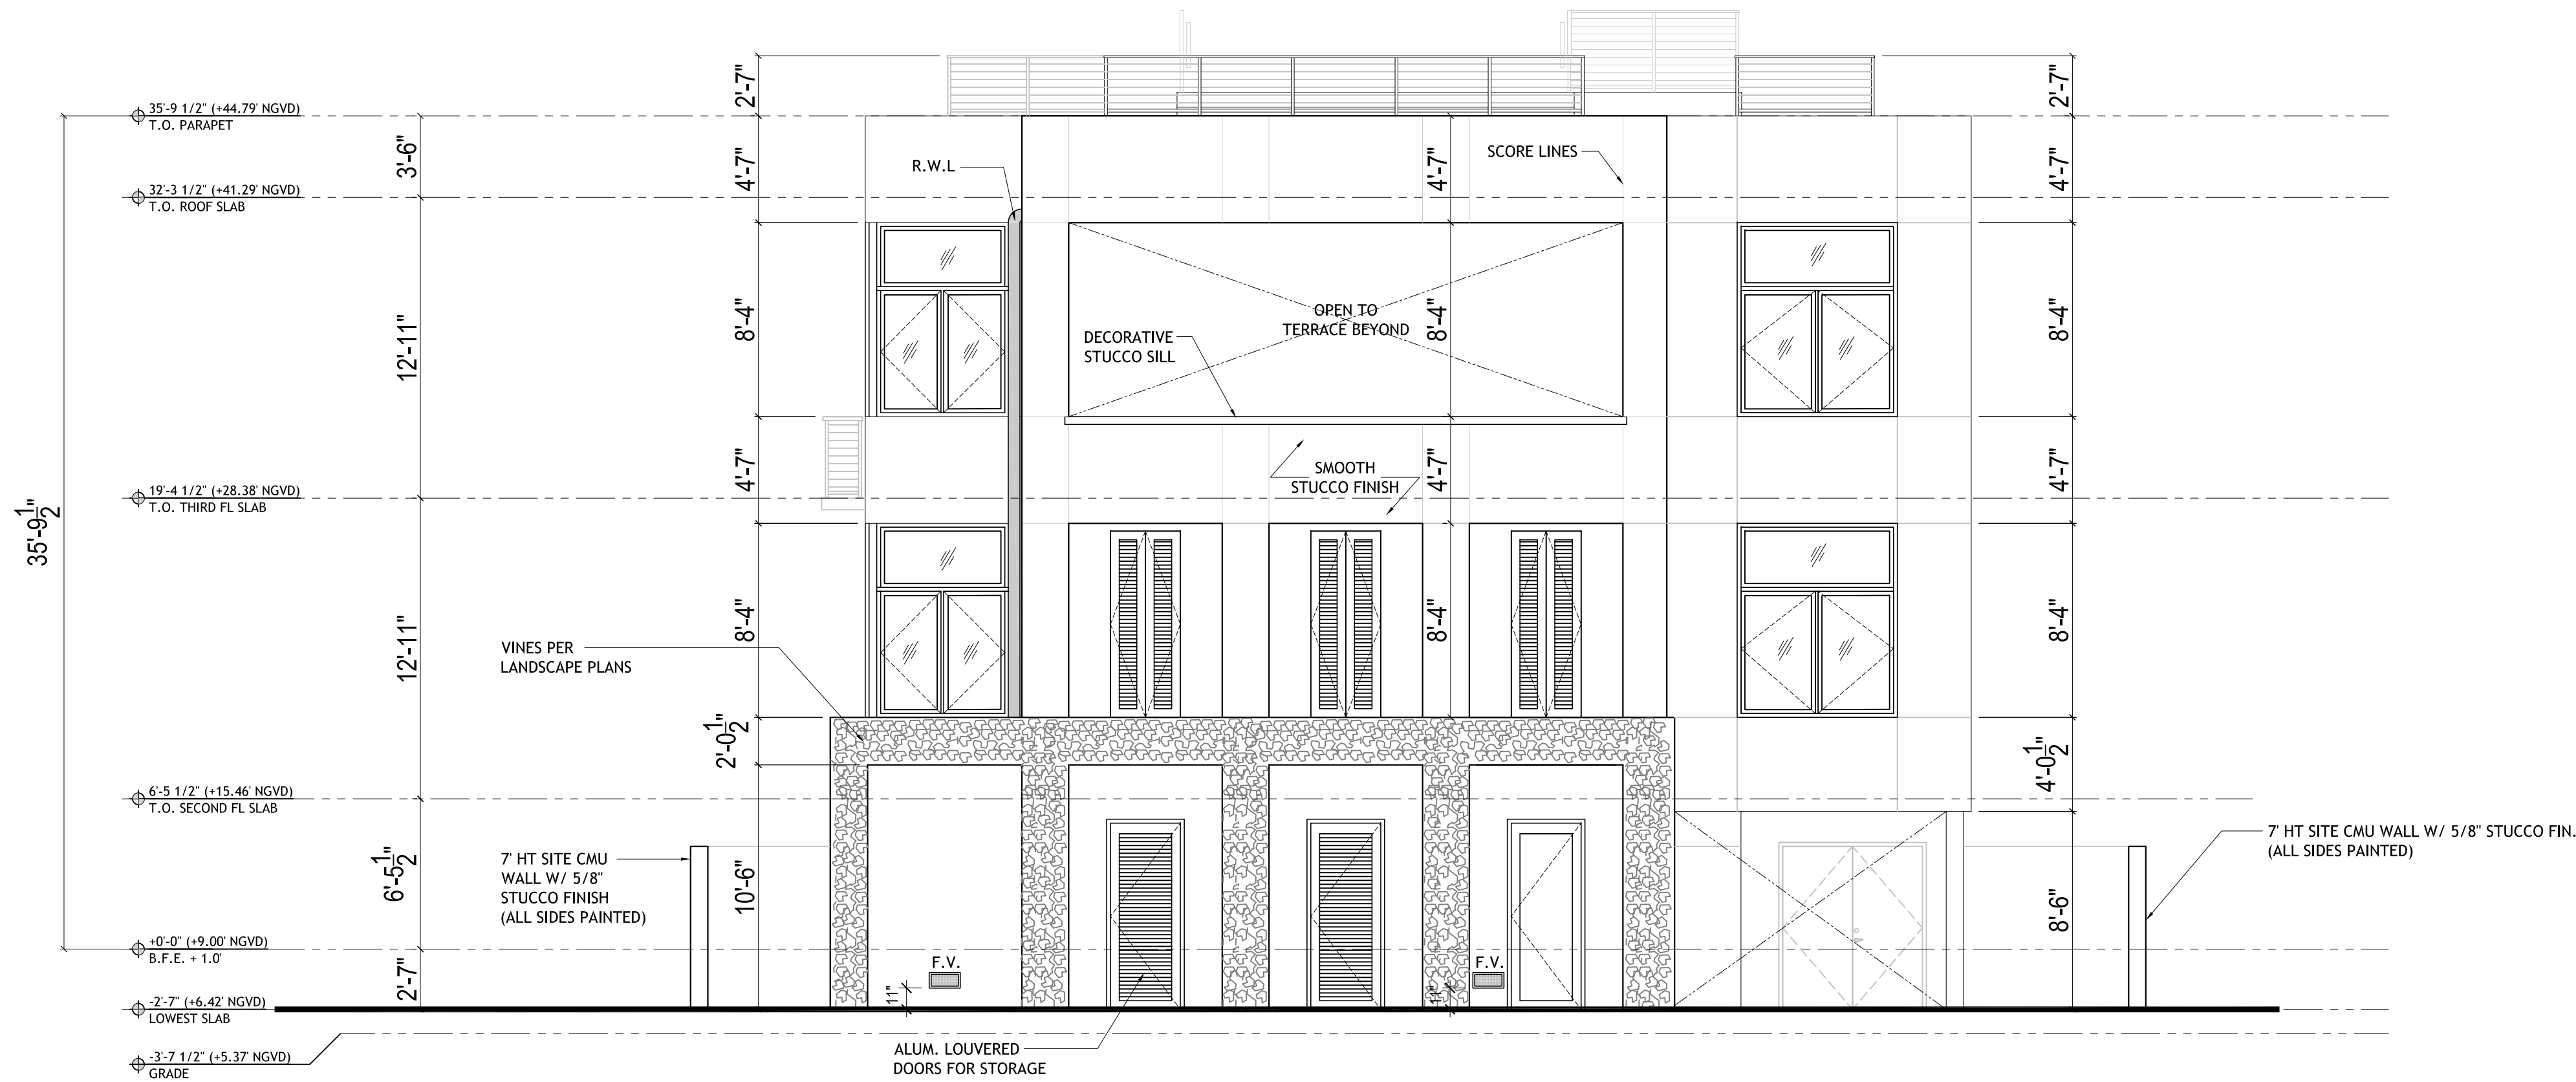 35'-9 1/2" (+44.79' NGVD)
T.O. PARAPET
32'-3 1/2" (+41.29' NGVD)
T.O. ROOF SLAB
19'-4 1/2" (+28.38' NGVD)
T.O. THIRD FL SLAB
6'-5 1/2" (+15.46' NGVD)
T.O. SECOND FL SLAB
+0'-0" (+9.00' NGVD)
B.F.E. + 1.0'
-2'-7" (+6.42' NGVD)
LOWEST SLAB
-3'-7 1/2" (+5.37' NGVD)
GRADE
35'-9 1/2"
3'-6"
12'-11"
12'-11"
6'-5 1/2"
2'-7"
VINES PER
LANDSCAPE PLANS
7' HT SITE CMU
WALL W/ 5/8"
STUCCO FINISH
(ALL SIDES PAINTED)
2'-7"
4'-7"
8'-4"
4'-7"
8'-4"
2'-0 1/2"
10'-6"
R.W.L
SCORE LINES
OPEN TO
TERRACE BEYOND
DECORATIVE
STUCCO SILL
SMOOTH
STUCCO FINISH
4'-7"
8'-4"
4'-7"
8'-4"
F.V.
11"
F.V.
11"
ALUM. LOUVERED
DOORS FOR STORAGE
2'-7"
4'-7"
8'-4"
4'-7"
8'-4"
4'-0 1/2"
8'-6"
7' HT SITE CMU WALL W/ 5/8" STUCCO FIN.
(ALL SIDES PAINTED)